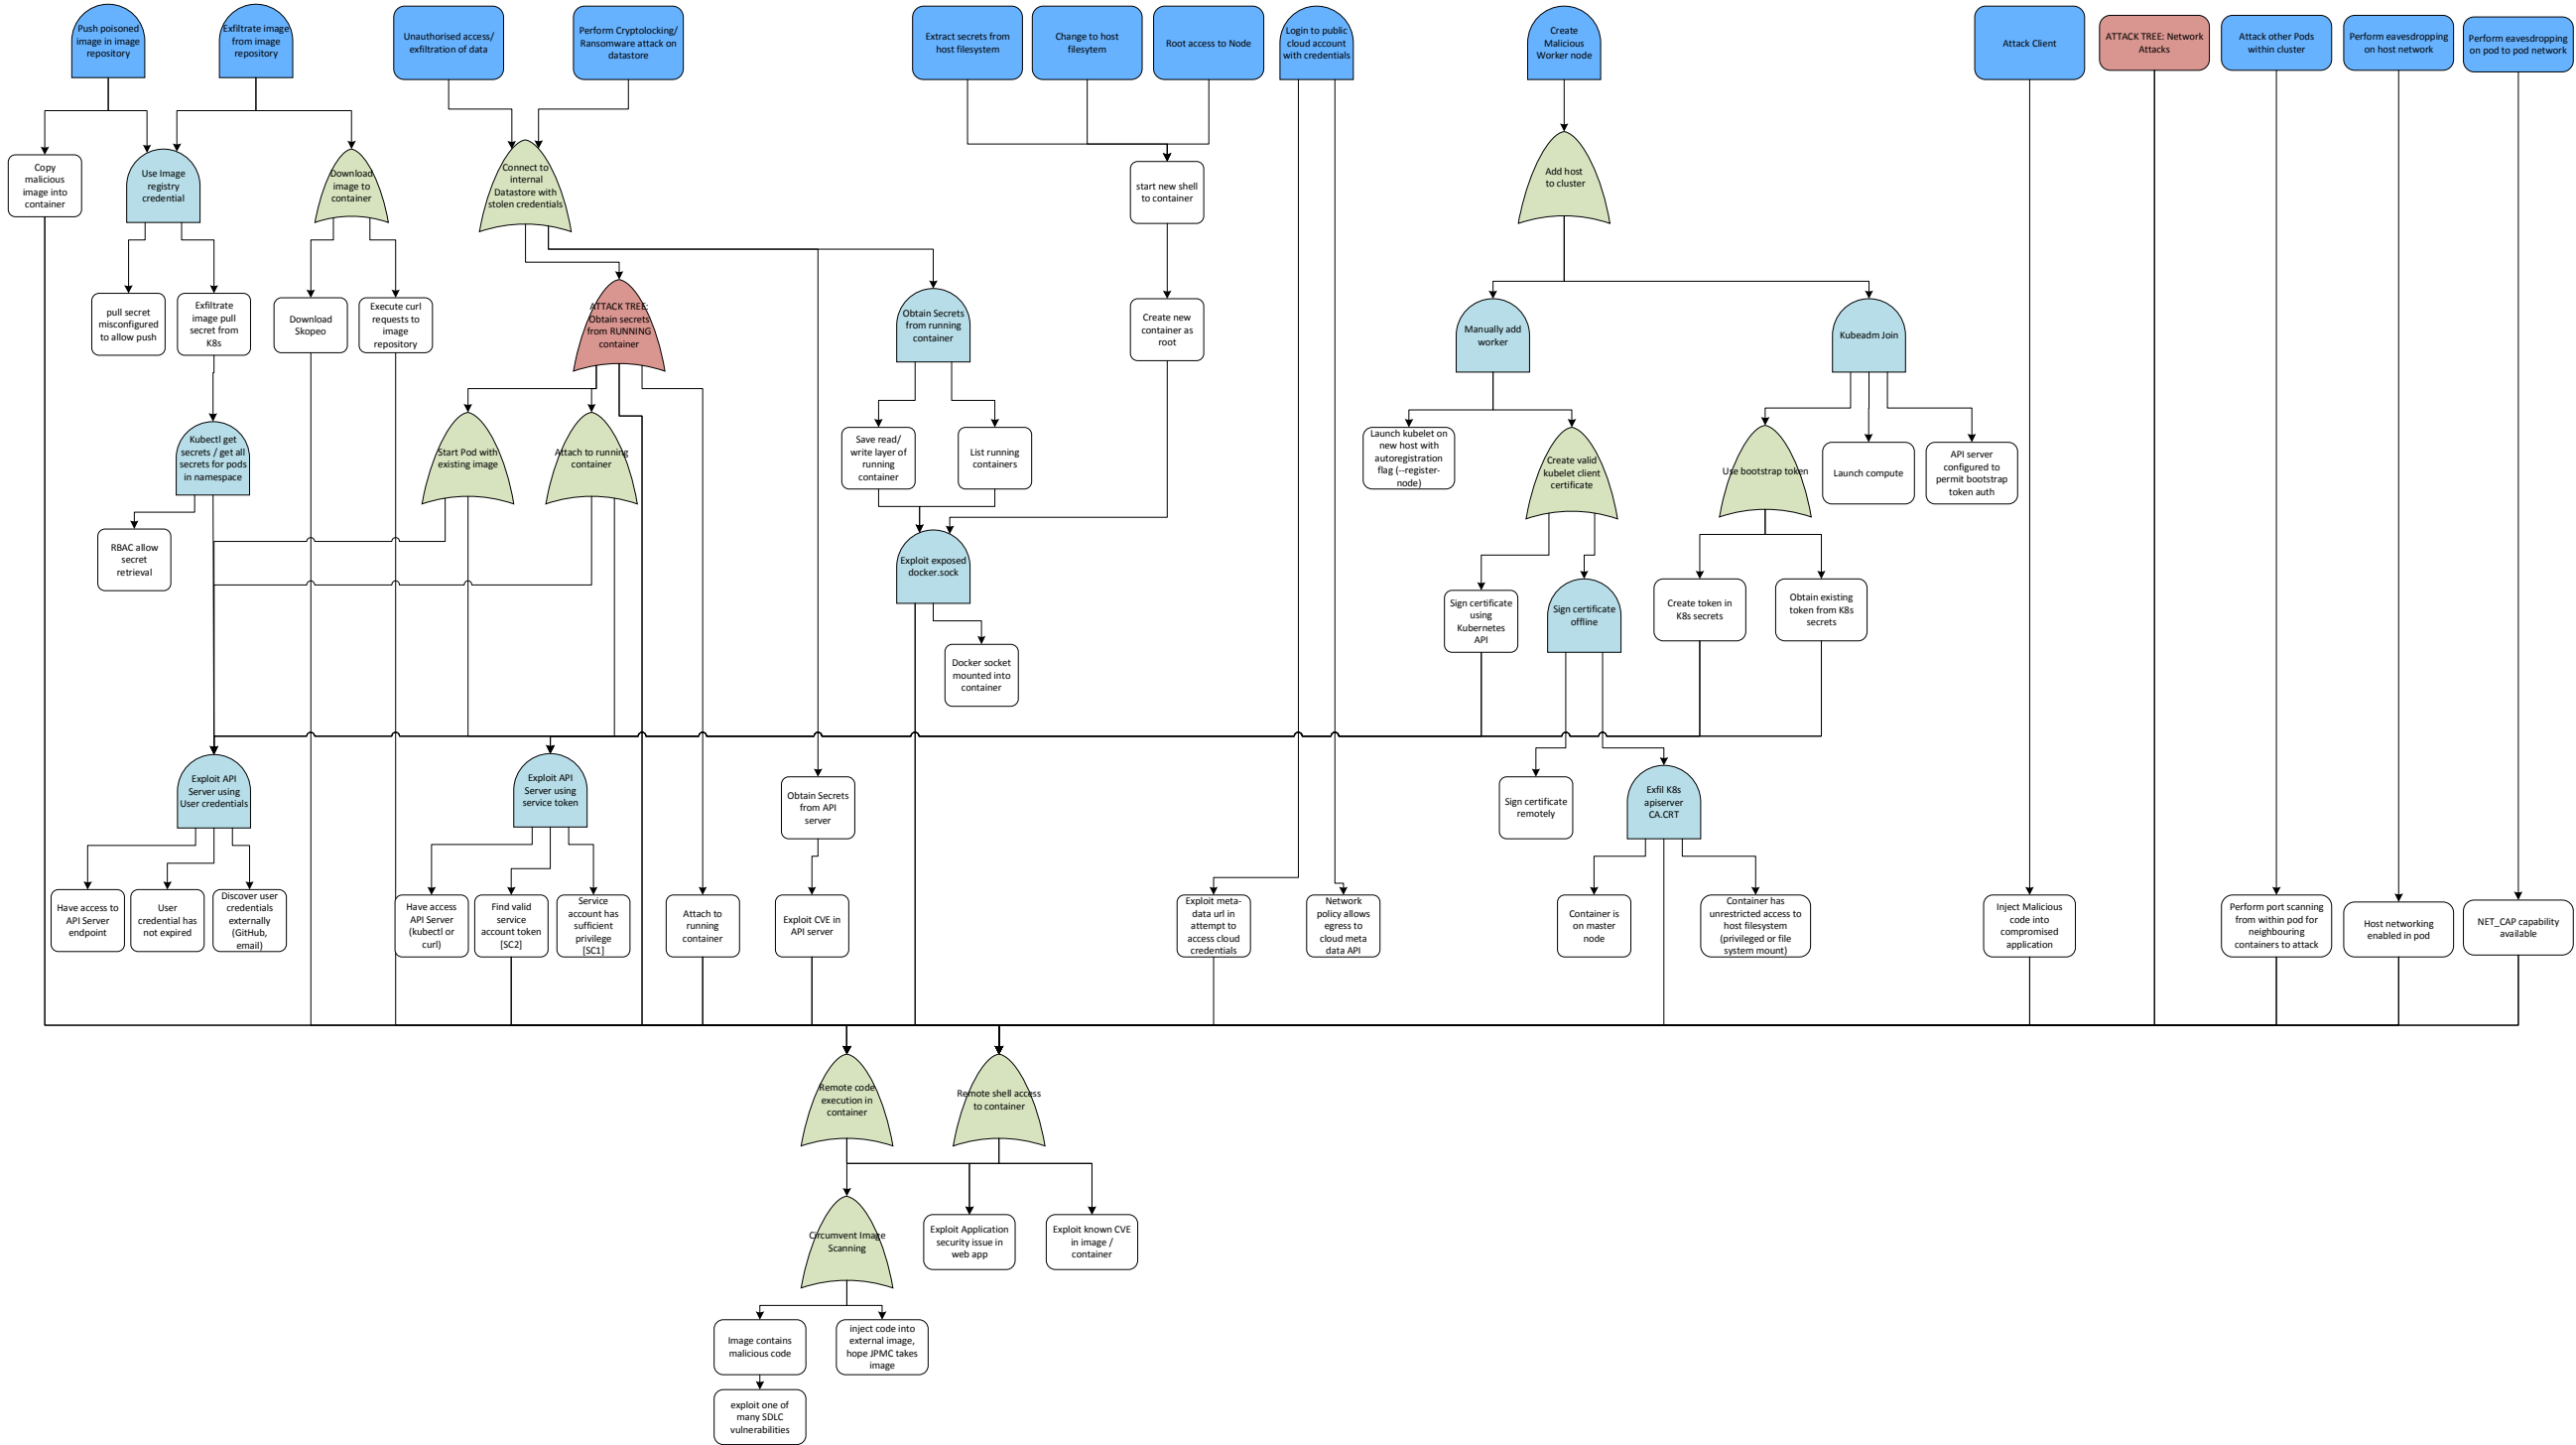 Push poisoned
image in image
repository
Exfiltrate image
from image
repository
Unauthorised access/
exfiltration of data
Perform Cryptolocking/
Ransomware attack on
datastore
Extract secrets from
host filesystem
Change to host
filesytem
Root access to Node
Login to public
cloud account
with credentials
Create
Malicious
Worker node
Attack Client
ATTACK TREE: Network
Attacks
Attack other Pods
within cluster
Perform eavesdropping
on host network
Perform eavesdropping
on pod to pod network
Copy
malicious
image into
container
Use Image
registry
credential
Download
image to
container
Connect to
internal
Datastore with
stolen credentials
start new shell
to container
Add host
to cluster
pull secret
misconfigured
to allow push
Exfiltrate
image pull
secret from
K8s
Download
Skopeo
Execute curl
requests to
image
repository
ATTACK TREE:
Obtain secrets
from RUNNING
container
Obtain Secrets
from running
container
Create new
container as
root
Manually add
worker
Kubeadm Join
Kubectl get
secrets / get all
secrets for pods
in namespace
Start Pod with
existing image
Attach to running
container
Save read/
write layer of
running
container
List running
containers
Launch kubelet on
new host with
autoregistration
flag (--register-
node)
Create valid
kubelet client
certificate
Use bootstrap token
Launch compute
API server
configured to
permit bootstrap
token auth
RBAC allow
secret
retrieval
Exploit exposed
docker.sock
Sign certificate
using
Kubernetes
API
Sign certificate
offline
Create token in
K8s secrets
Obtain existing
token from K8s
secrets
Docker socket
mounted into
container
Exploit API
Server using
User credentials
Exploit API
Server using
service token
Obtain Secrets
from API
server
Sign certificate
remotely
Exfil K8s
apiserver
CA.CRT
Have access to
API Server
endpoint
User
credential has
not expired
Discover user
credentials
externally
(GitHub,
email)
Have access
API Server
(kubectl or
curl)
Find valid
service
account token
[SC2]
Service
account has
sufficient
privilege
[SC1]
Attach to
running
container
Exploit CVE in
API server
Exploit meta-
data url in
attempt to
access cloud
credentials
Network
policy allows
egress to
cloud meta
data API
Container is
on master
node
Container has
unrestricted access to
host filesystem
(privileged or file
system mount)
Inject Malicious
code into
compromised
application
Perform port scanning
from within pod for
neighbouring
containers to attack
Host networking
enabled in pod
NET_CAP capability
available
Remote code
execution in
container
Remote shell access
to container
Circumvent Image
Scanning
Exploit Application
security issue in
web app
Exploit known CVE
in image /
container
Image contains
malicious code
inject code into
external image,
hope JPMC takes
image
exploit one of
many SDLC
vulnerabilities